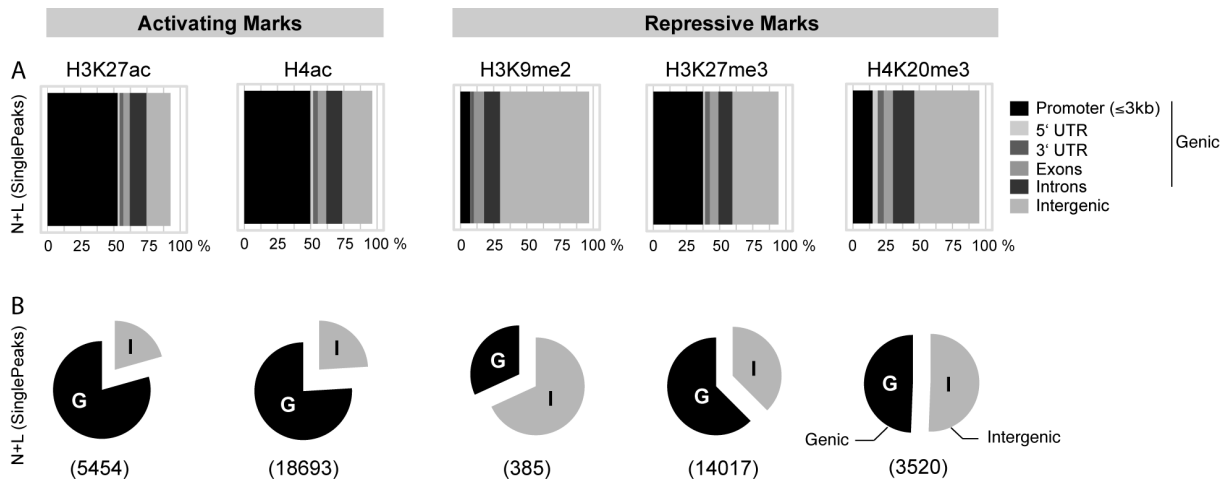 Activating Marks
Repressive Marks
A
H3K27ac
H4ac
H3K9me2
H3K27me3
H4K20me3
N+L (SinglePeaks)
0 25 50 75 100 %
0 25 50 75 100 %
0 25 50 75 100 %
0 25 50 75 100 %
0 25 50 75 100 %
Promoter (≤3kb)
5‘ UTR
3‘ UTR
Exons
Introns
Intergenic
Genic
B
N+L (SinglePeaks)
G I
G I
G I
G I
G I
Genic
Intergenic
(5454)
(18693)
(385)
(14017)
(3520)